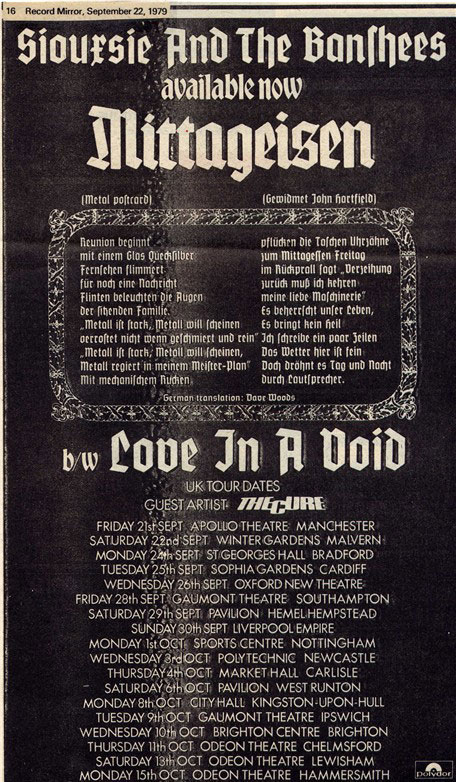 16 Record Mirror, September 22, 1979
Siouxsie And The Banshees
available now
Mittageisen
(Metal postcard)
(Gewidmet John Hartfield)
Reunion beginnt
mit einem Glas Quecksilber
Fernsehen flimmert
für noch eine Nachricht
Flinten beleuchten die Augen
der sitzenden Familie.
„Metall ist stark, Metall will scheinen
verrostet nicht wenn geschmiert und rein"
„Metall ist stark, Metall will scheinen,
Metall regiert in meinem Meister-Plan"
Mit mechanischem Rucken
pflücken die Taschen Uhrzähne
zum Mittagessen Freitag
im Rückprall sagt „Verzeihung
zurück muß ich kehren
meine liebe Maschinerie"
Es beherrscht unser Leben,
Es bringt kein heil
Ich schreibe ein paar Zeilen
Das Wetter hier ist fein
Doch dröhnt es Tag und Nacht
durch Lautsprecher.
German translation: Dave Woods
b/w Love In A Void
UK TOUR DATES
GUEST ARTIST THE CURE
FRIDAY 21st SEPT APOLLO THEATRE MANCHESTER
SATURDAY 22nd SEPT WINTER GARDENS MALVERN
MONDAY 24th SEPT ST GEORGES HALL BRADFORD
TUESDAY 25th SEPT SOPHIA GARDENS CARDIFF
WEDNESDAY 26th SEPT OXFORD NEW THEATRE
FRIDAY 28th SEPT GAUMONT THEATRE SOUTHAMPTON
SATURDAY 29th SEPT PAVILION HEMEL HEMPSTEAD
SUNDAY 30th SEPT LIVERPOOL EMPIRE
MONDAY 1st OCT SPORTS CENTRE NOTTINGHAM
WEDNESDAY 3rd OCT POLYTECHNIC NEWCASTLE
THURSDAY 4th OCT MARKET HALL CARLISLE
SATURDAY 6th OCT PAVILION WEST RUNTON
MONDAY 8th OCT CITY HALL KINGSTON-UPON-HULL
TUESDAY 9th OCT GAUMONT THEATRE IPSWICH
WEDNESDAY 10th OCT BRIGHTON CENTRE BRIGHTON
THURSDAY 11th OCT ODEON THEATRE CHELMSFORD
SATURDAY 13th OCT ODEON THEATRE LEWISHAM
MONDAY 15th OCT ODEON THEATRE HAMMERSMITH
polydor